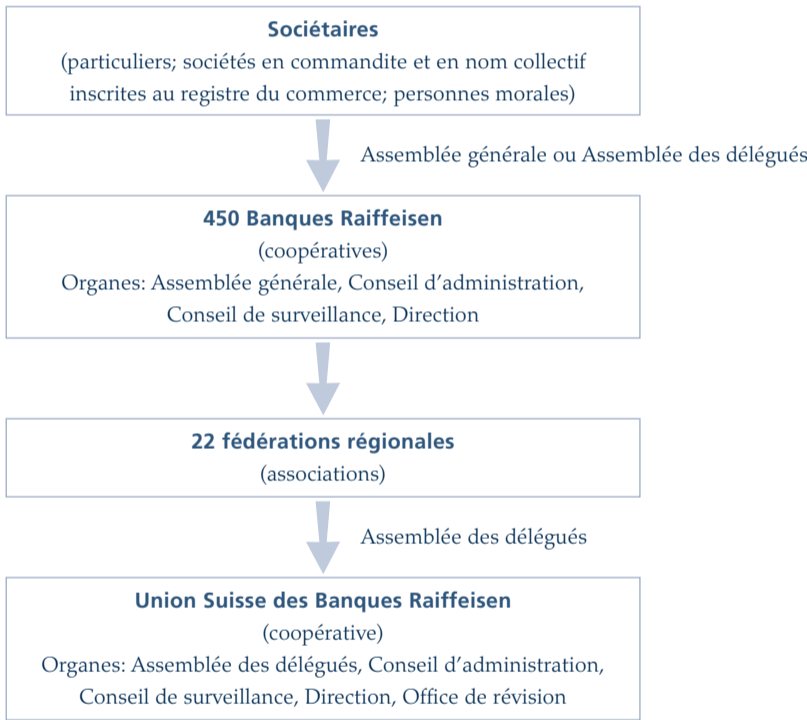 Sociétaires
(particuliers; sociétés en commandite et en nom collectif
inscrites au registre du commerce; personnes morales)
Assemblée générale ou Assemblée des délégués
450 Banques Raiffeisen
(coopératives)
Organes: Assemblée générale, Conseil d'administration,
Conseil de surveillance, Direction
22 fédérations régionales
(associations)
Assemblée des délégués
Union Suisse des Banques Raiffeisen
(coopérative)
Organes: Assemblée des délégués, Conseil d'administration,
Conseil de surveillance, Direction, Office de révision